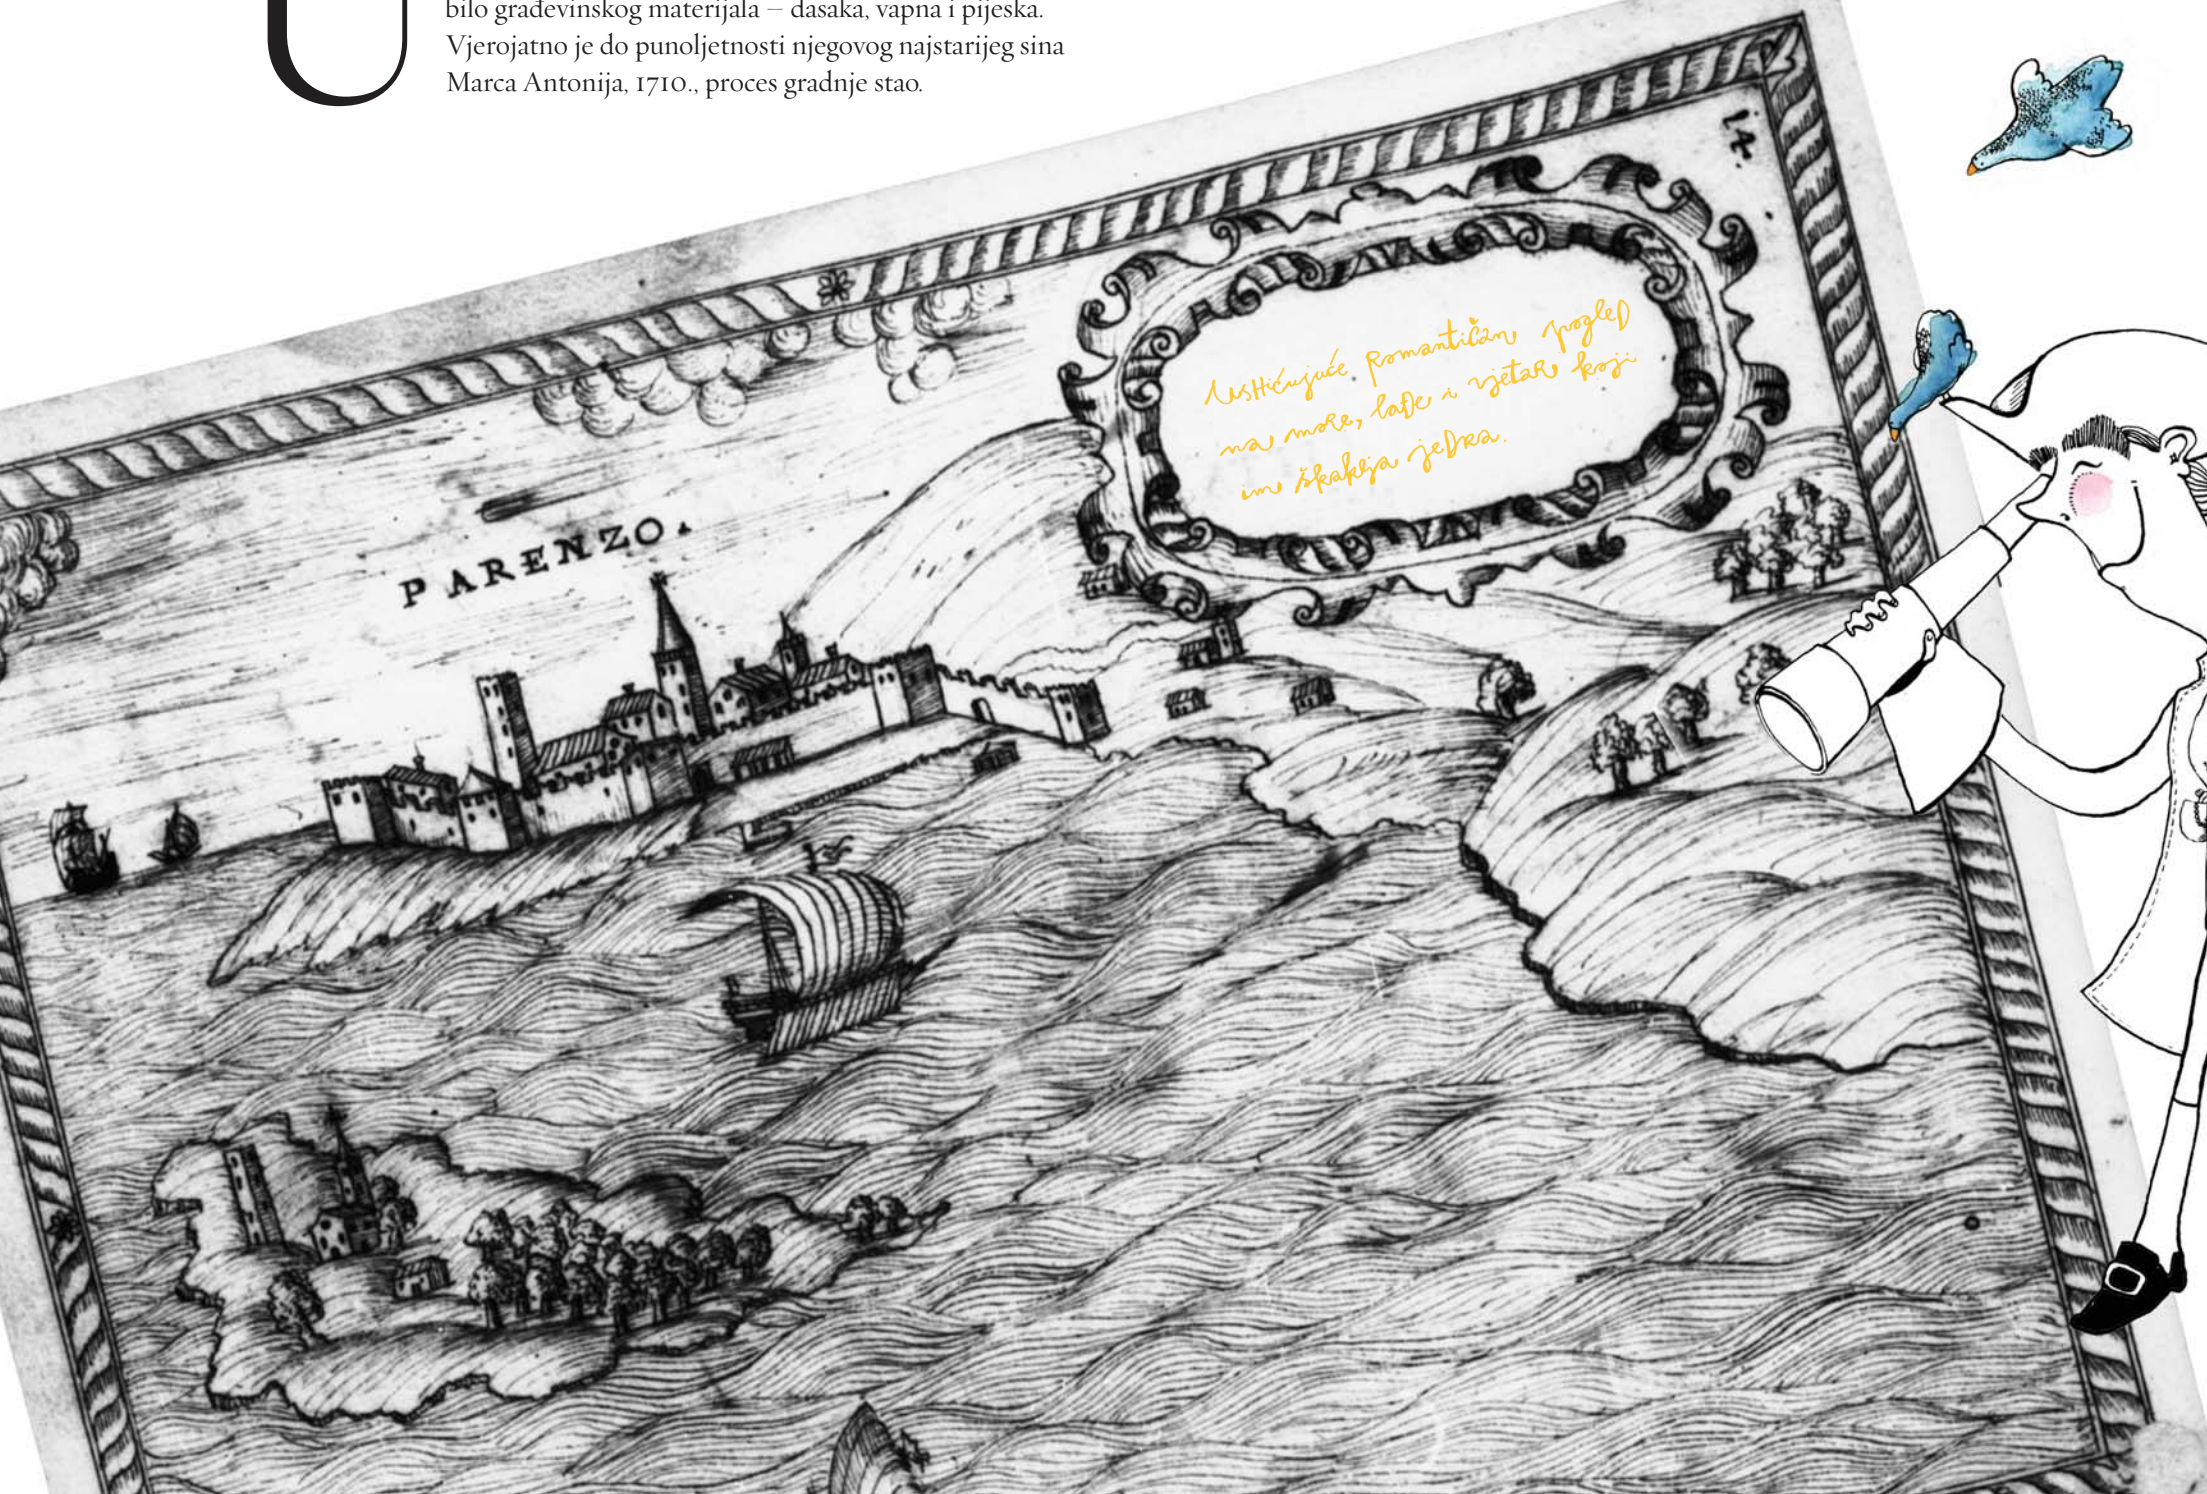 U
bilo građevinskog materijala – dasaka, vapna i pijeska.
Vjerojatno je do punoljetnosti njegovog najstarijeg sina
Marca Antonija, 1710., proces gradnje stao.
14.
Ushićujuće romantičan pogled
na more, lađe i vjetar koji
im škaklja jedra.
PARENZO.